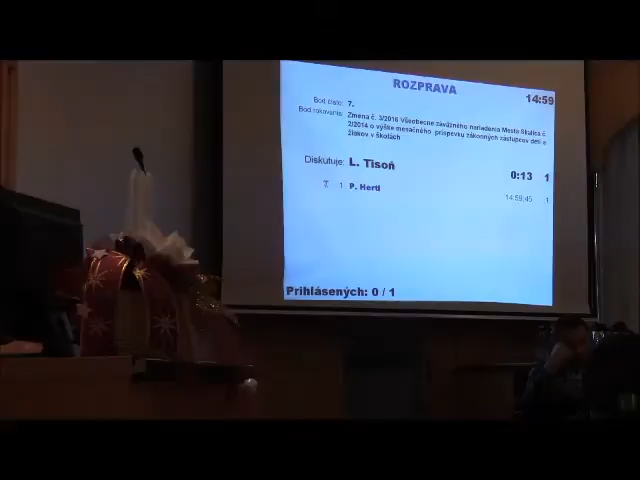 ROZPRAVA
14:59
Bod číslo: 7.
Bod rokovania: Zmena č. 3/2016 Všeobecne záväzného nariadenia Mesta Skalica č.
2/2014 o výške mesačného príspevku zákonných zástupcov detí a
žiakov v školách
Diskutuje: L. Tisoň 0:13 1
1 P. Hertl 14:59:45 1
Prihlásených: 0 / 1